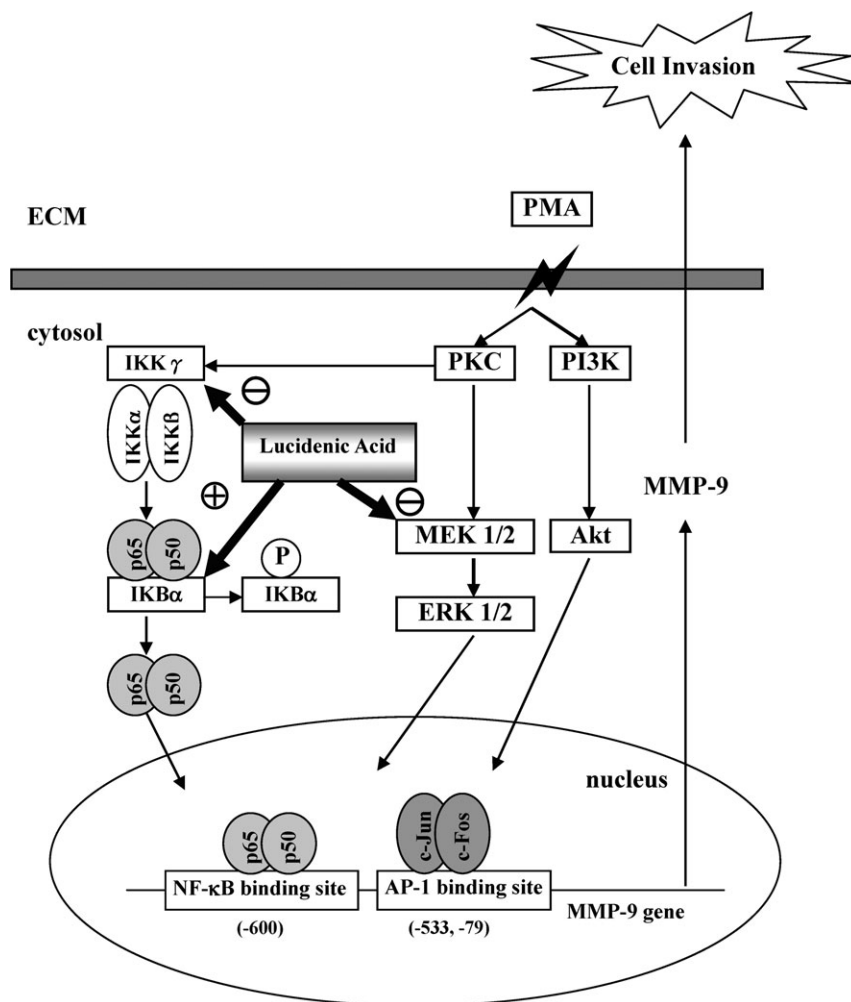 Cell Invasion
PMA
ECM
cytosol
IKK γ
PKC
PI3K
⊖
IKKα
IKKß
Lucidenic Acid
⊕
⊖
MMP-9
p65
p50
P
MEK 1/2
Akt
IKBα
IKBα
ERK 1/2
p65
p50
nucleus
p65
p50
c-Jun
c-Fos
NF-κB binding site
AP-1 binding site
MMP-9 gene
(-600)
(-533, -79)